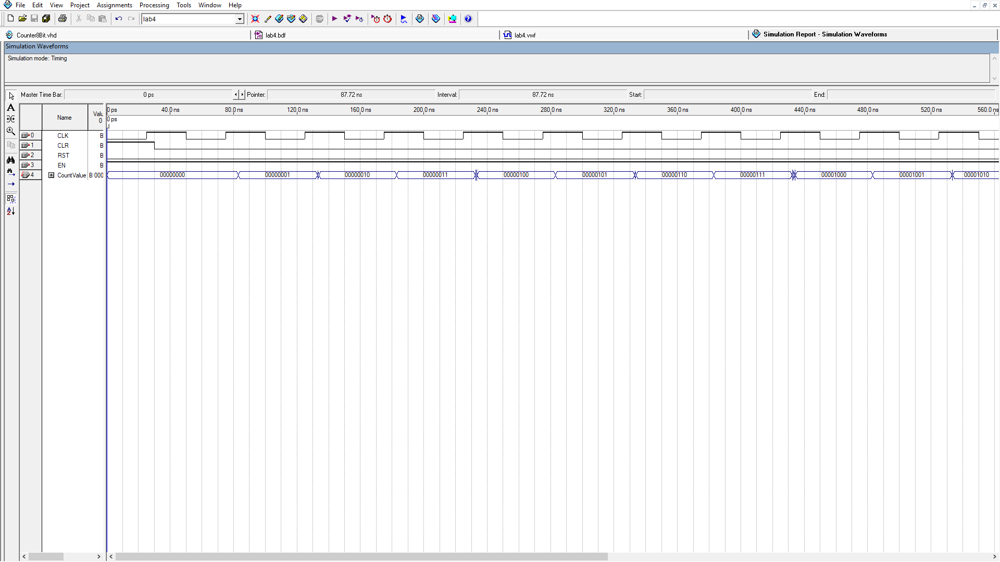 File Edit View Project Assignments Processing Tools Window Help
lab4
Counter8Bit.vhd lab4.bdf lab4.vwf Simulation Report - Simulation Waveforms
Simulation Waveforms
Simulation mode: Timing
Master Time Bar: 0 ps Pointer: 87.72 ns Interval: 87.72 ns Start: End:
Name Valu 0
0 ps 40.0 ns 80.0 ns 120.0 ns 160.0 ns 200.0 ns 240.0 ns 280.0 ns 320.0 ns 360.0 ns 400.0 ns 440.0 ns 480.0 ns 520.0 ns 560.0 ns
0 ps
0 CLK B
1 CLR B
2 RST B
3 EN B
4 CountValue B 000 00000000 00000001 00000010 00000011 00000100 00000101 00000110 00000111 00001000 00001001 00001010